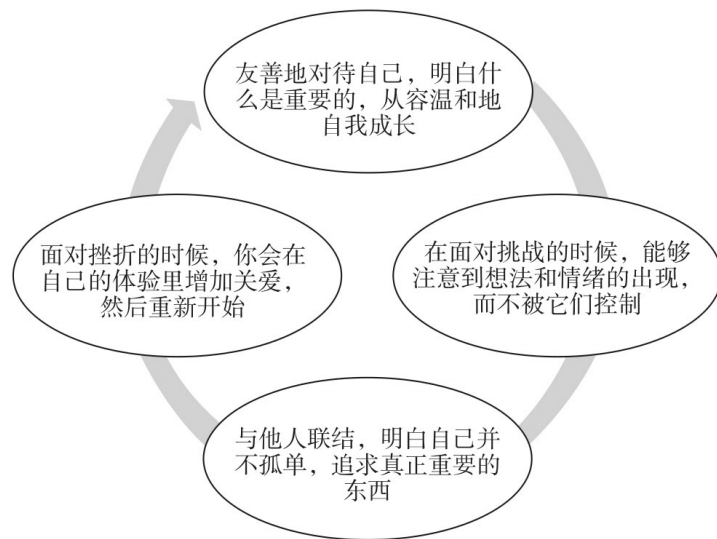 友善地对待自己，明白什
么是重要的，从容温和地
自我成长
面对挫折的时候，你会在
自己的体验里增加关爱，
然后重新开始
在面对挑战的时候，能够
注意到想法和情绪的出现，
而不被它们控制
与他人联结，明白自己并
不孤单，追求真正重要的
东西